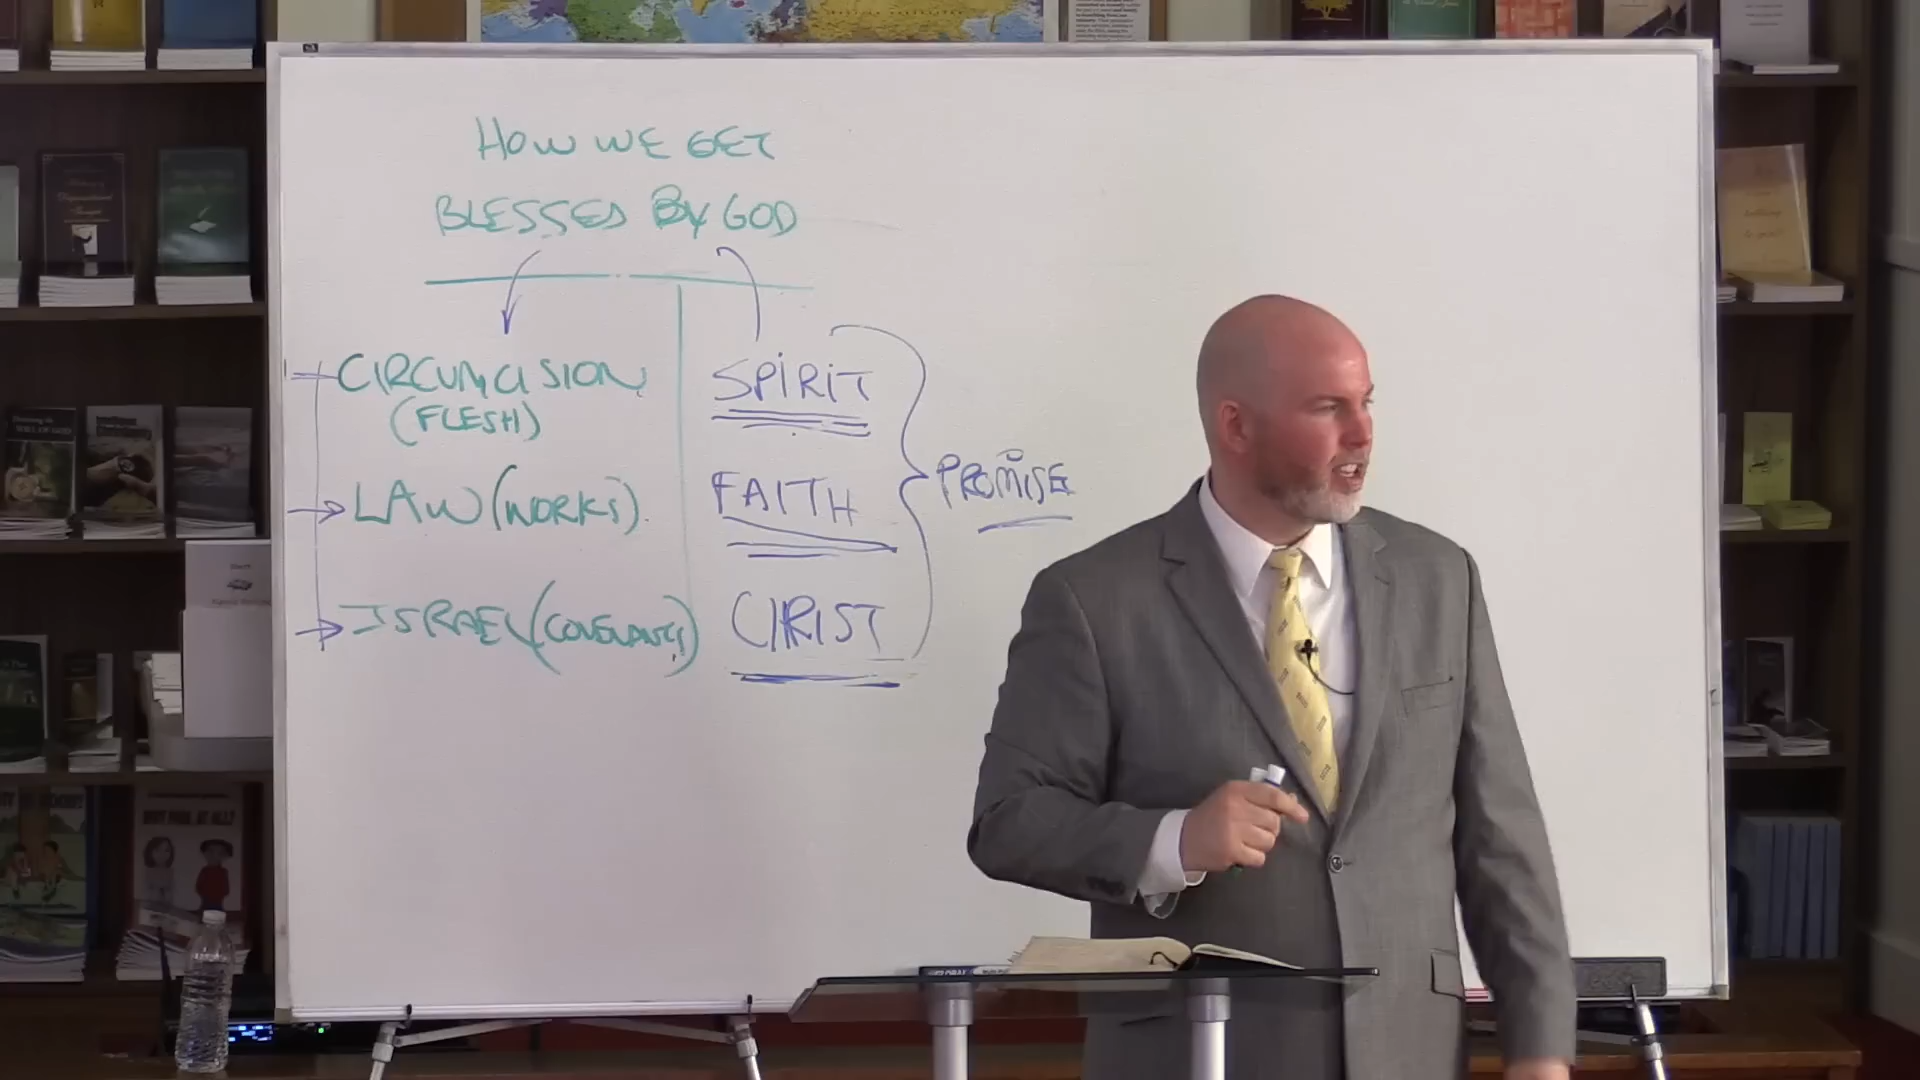 HOW WE GET
BLESSED BY GOD
CIRCUMCISION
(FLESH)
LAW (WORKS)
ISRAEL (COVENANTS)
SPIRIT
FAITH
CHRIST
PROMISE